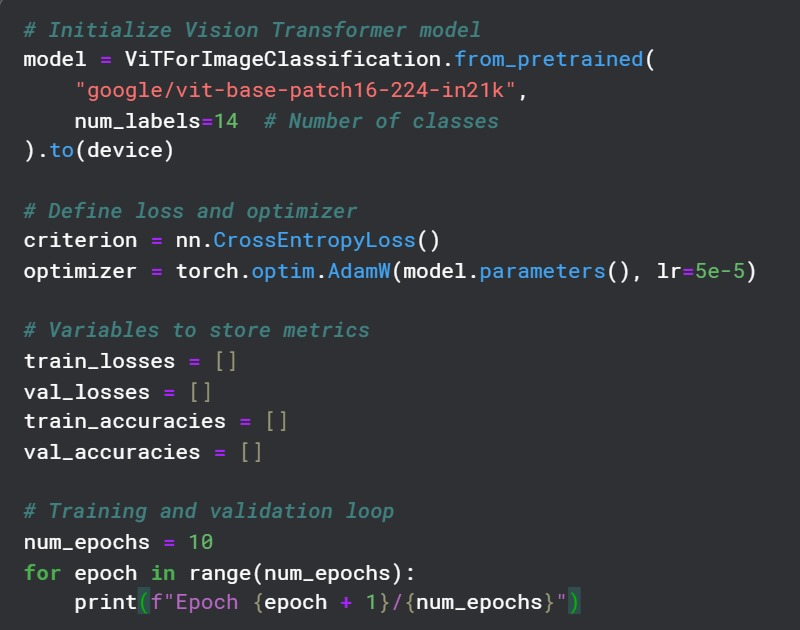 # Initialize Vision Transformer model
model = ViTForImageClassification.from_pretrained(
    "google/vit-base-patch16-224-in21k",
    num_labels=14  # Number of classes
).to(device)

# Define loss and optimizer
criterion = nn.CrossEntropyLoss()
optimizer = torch.optim.AdamW(model.parameters(), lr=5e-5)

# Variables to store metrics
train_losses = []
val_losses = []
train_accuracies = []
val_accuracies = []

# Training and validation loop
num_epochs = 10
for epoch in range(num_epochs):
    print(f"Epoch {epoch + 1}/{num_epochs}")